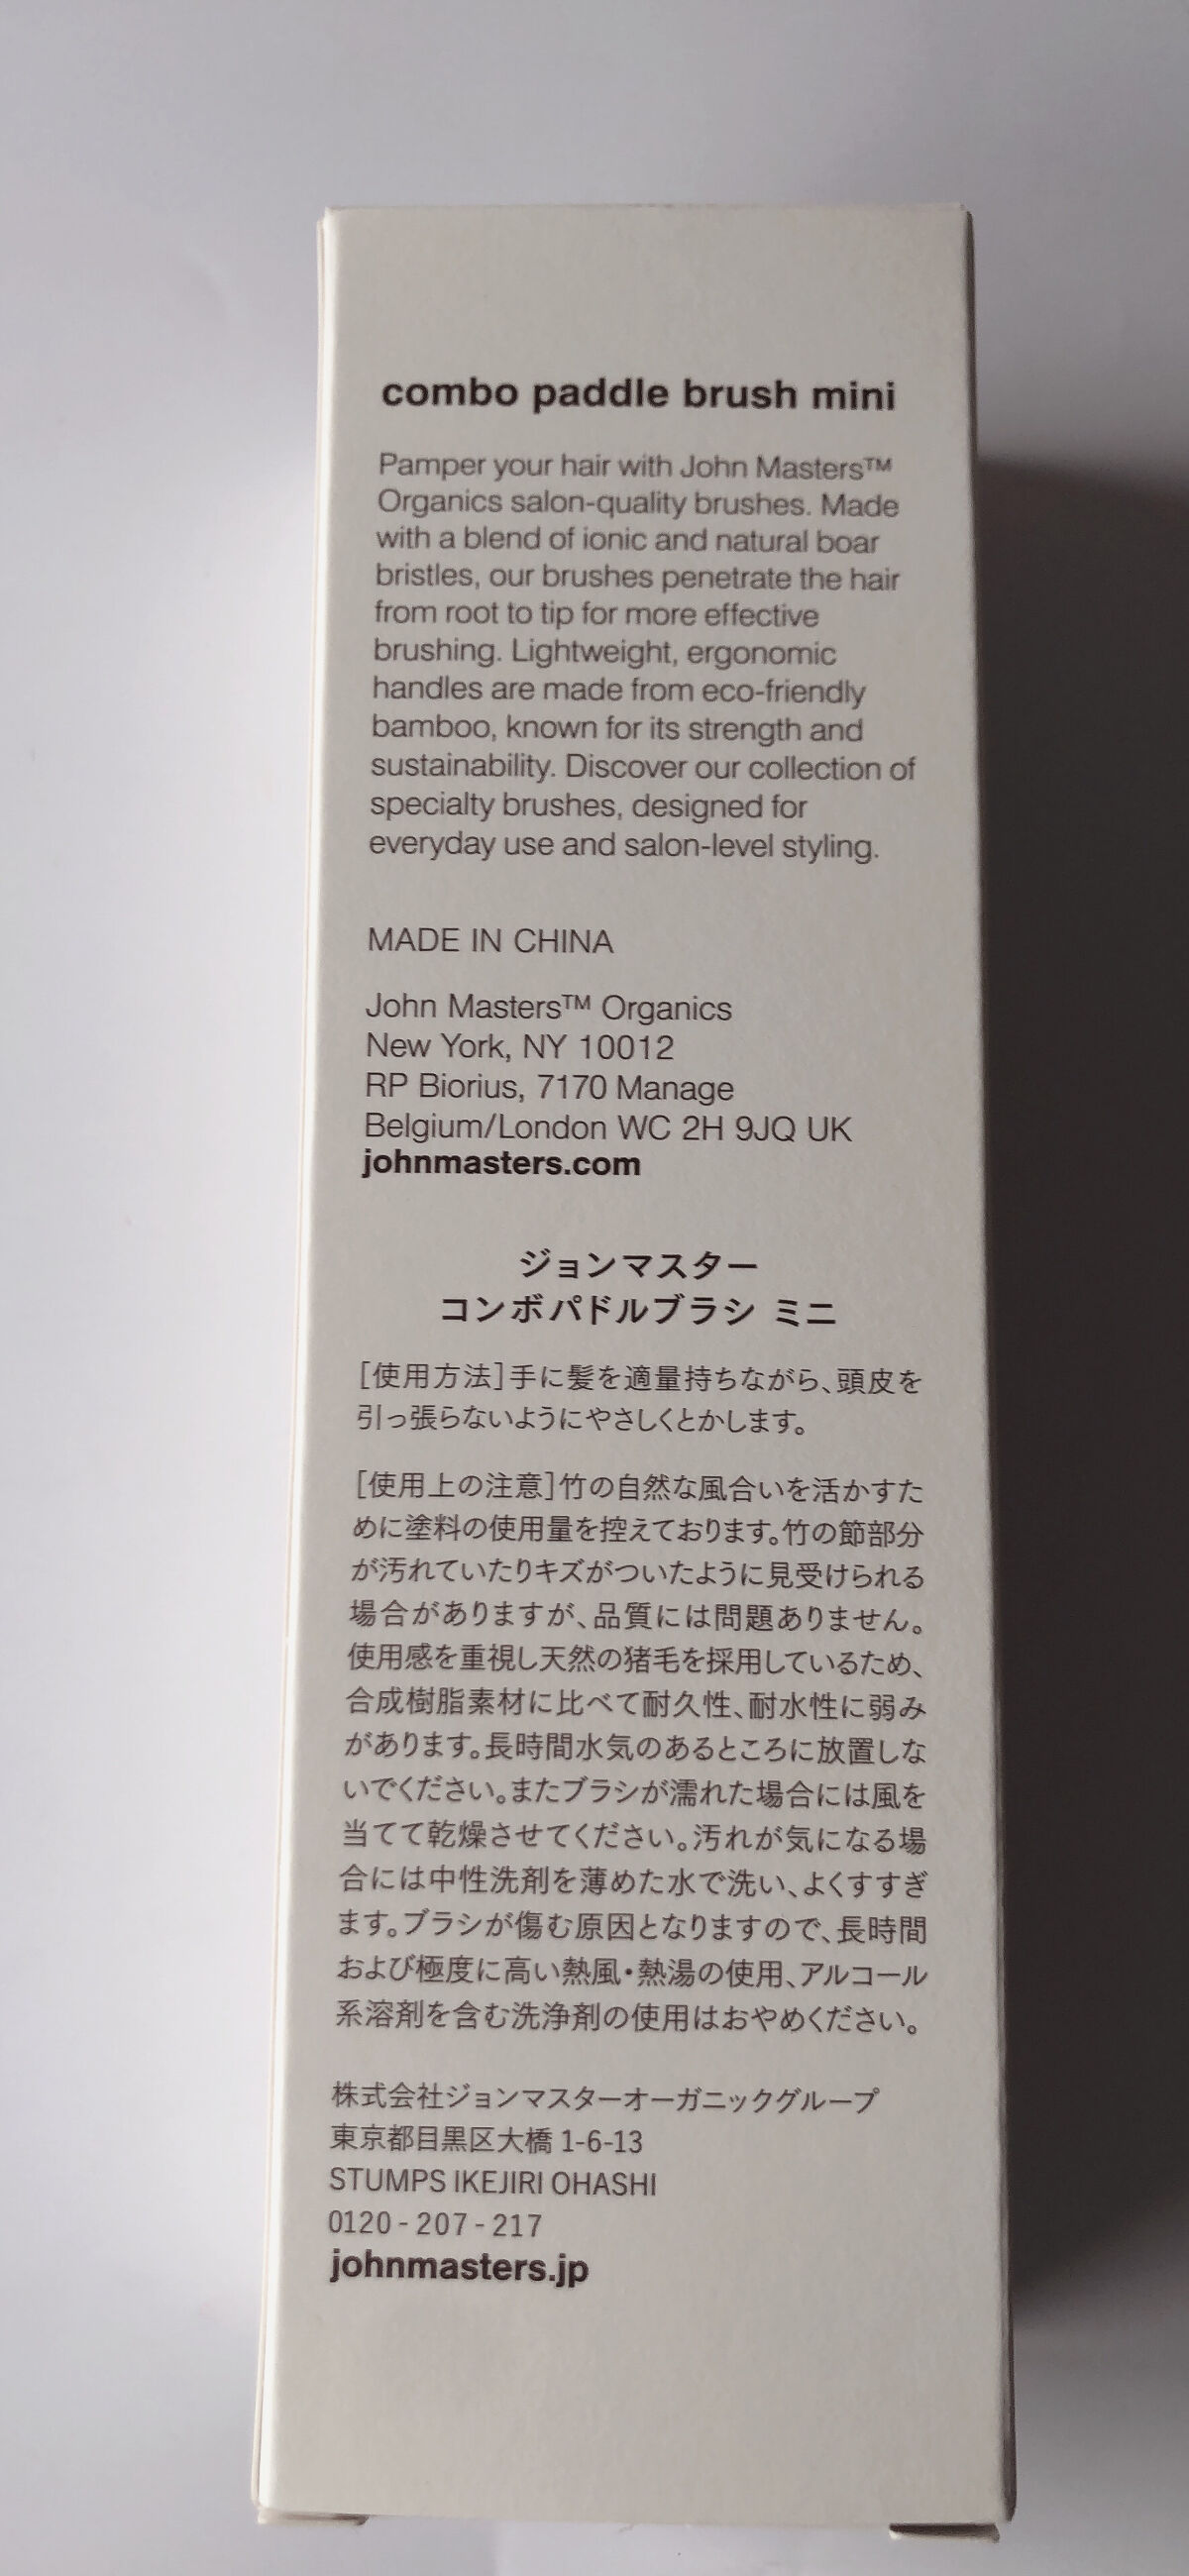 combo paddle brush mini
Pamper your hair with John Masters™
Organics salon-quality brushes. Made
with a blend of ionic and natural boar
bristles, our brushes penetrate the hair
from root to tip for more effective
brushing. Lightweight, ergonomic
handles are made from eco-friendly
bamboo, known for its strength and
sustainability. Discover our collection of
specialty brushes, designed for
everyday use and salon-level styling.
MADE IN CHINA
John Masters™ Organics
New York, NY 10012
RP Biorius, 7170 Manage
Belgium/London WC 2H 9JQ UK
johnmasters.com
ジョンマスター
コンボパドルブラシ ミニ
[使用方法]手に髪を適量持ちながら、頭皮を
引っ張らないようにやさしくとかします。
[使用上の注意]竹の自然な風合いを活かすた
めに塗料の使用量を控えております。竹の節部分
が汚れていたりキズがついたように見受けられる
場合がありますが、品質には問題ありません。
使用感を重視し天然の猪毛を採用しているため、
合成樹脂素材に比べて耐久性、耐水性に弱み
があります。長時間水気のあるところに放置しな
いでください。またブラシが濡れた場合には風を
当てて乾燥させてください。汚れが気になる場
合には中性洗剤を薄めた水で洗い、よくすすぎ
ます。ブラシが傷む原因となりますので、長時間
および極度に高い熱風・熱湯の使用、アルコール
系溶剤を含む洗浄剤の使用はおやめください。
株式会社ジョンマスターオーガニックグループ
東京都目黒区大橋 1-6-13
STUMPS IKEJIRI OHASHI
0120 - 207 - 217
johnmasters.jp